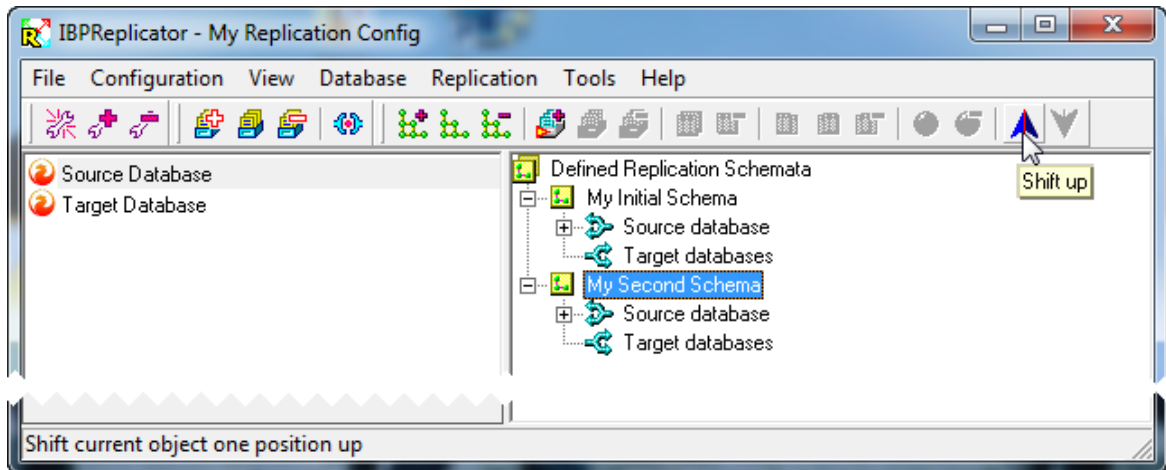 IBPReplicator - My Replication Config
File Configuration View Database Replication Tools Help
Shift up
Source Database
Target Database
Defined Replication Schemata
My Initial Schema
Source database
Target databases
My Second Schema
Source database
Target databases
Shift current object one position up